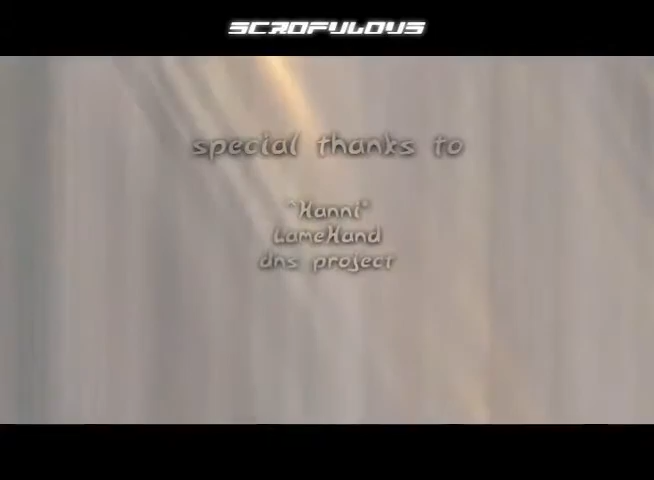 SCROFULOUS
special thanks to
"Hanni"
LameHand
dns project